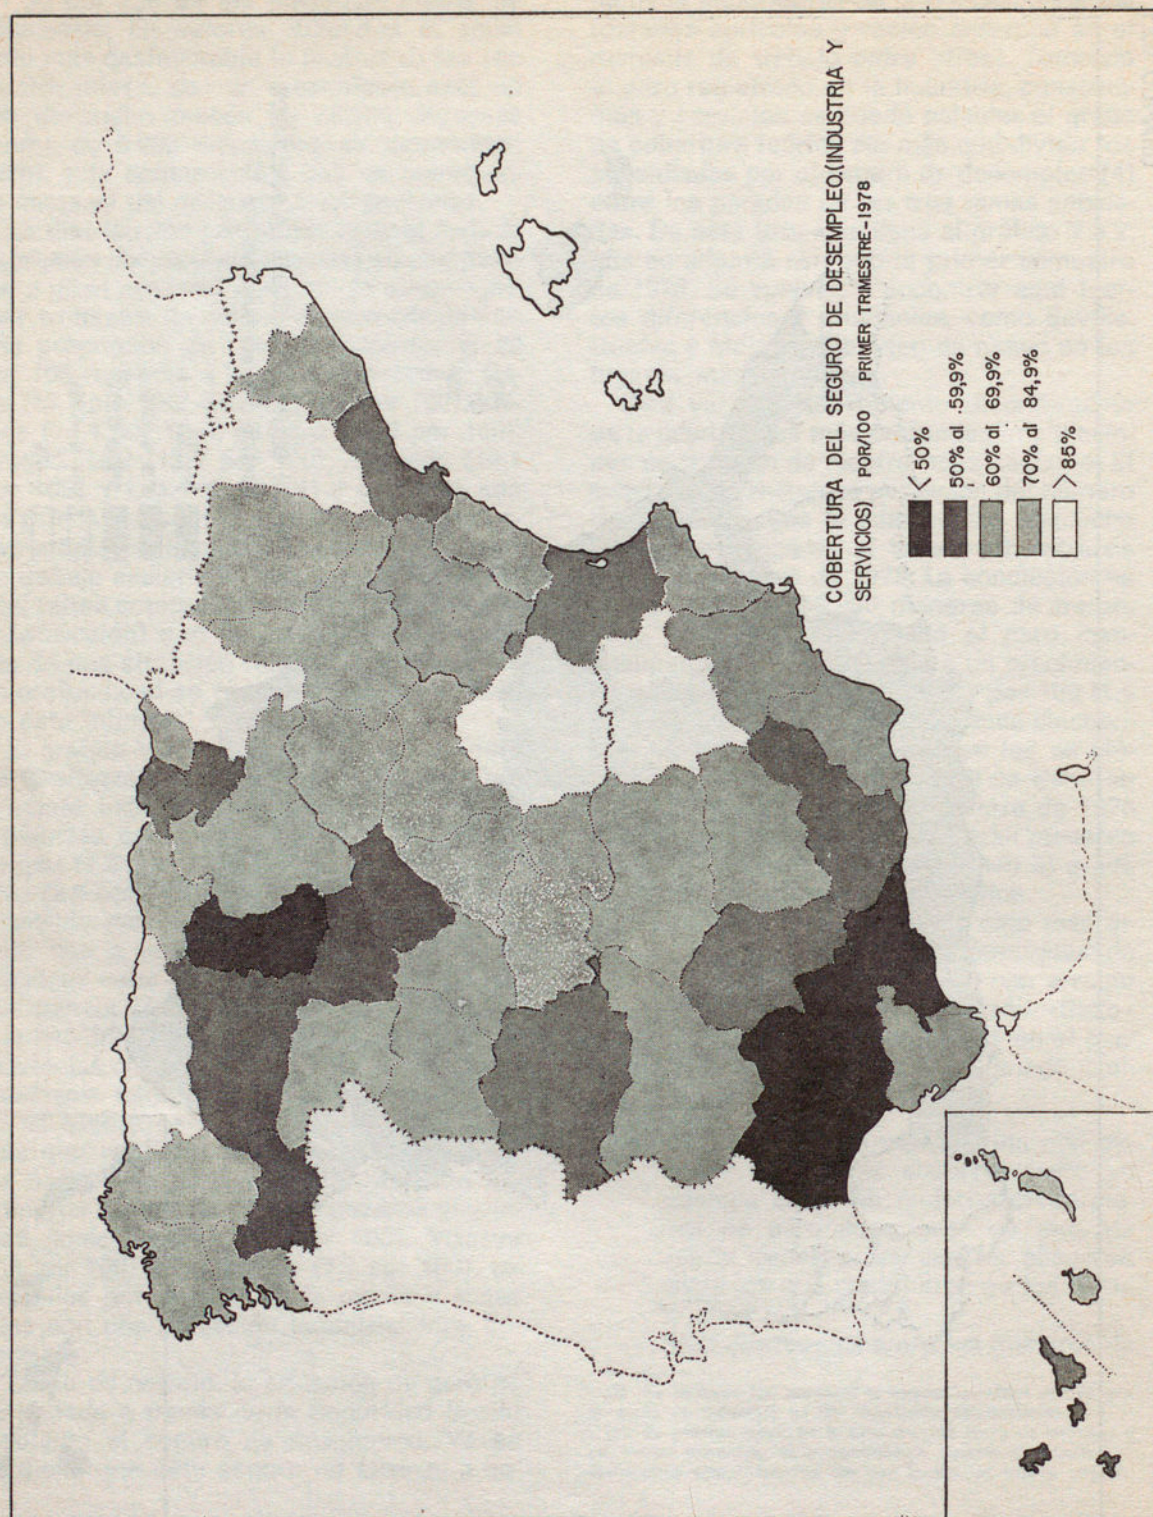 COBERTURA DEL SEGURO DE DESEMPLEO.(INDUSTRIA Y
SERVICIOS) POR/100 PRIMER TRIMESTRE-1978
< 50%
50% al .59,9%
60% al 69,9%
70% al 84,9%
> 85%